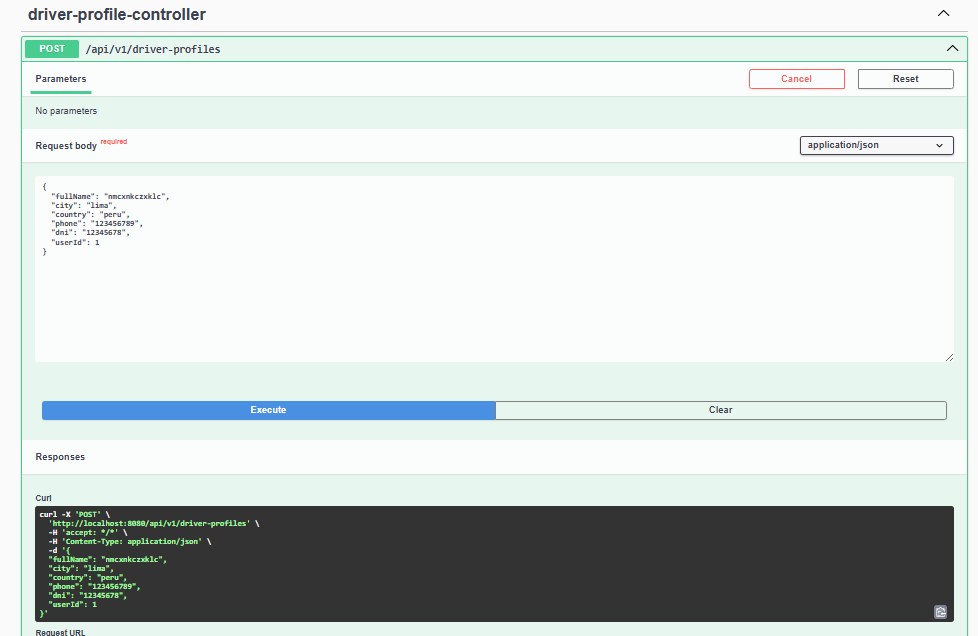 driver-profile-controller
POST /api/v1/driver-profiles
Parameters
Cancel
Reset
No parameters
Request body required
application/json
{
  "fullName": "nmcxnkczxklc",
  "city": "lima",
  "country": "peru",
  "phone": "123456789",
  "dni": "12345678",
  "userId": 1
}
Execute
Clear
Responses
Curl
curl -X 'POST' \
  'http://localhost:8080/api/v1/driver-profiles' \
  -H 'accept: */*' \
  -H 'Content-Type: application/json' \
  -d '{
  "fullName": "nmcxnkczxklc",
  "city": "lima",
  "country": "peru",
  "phone": "123456789",
  "dni": "12345678",
  "userId": 1
}'
Request URL